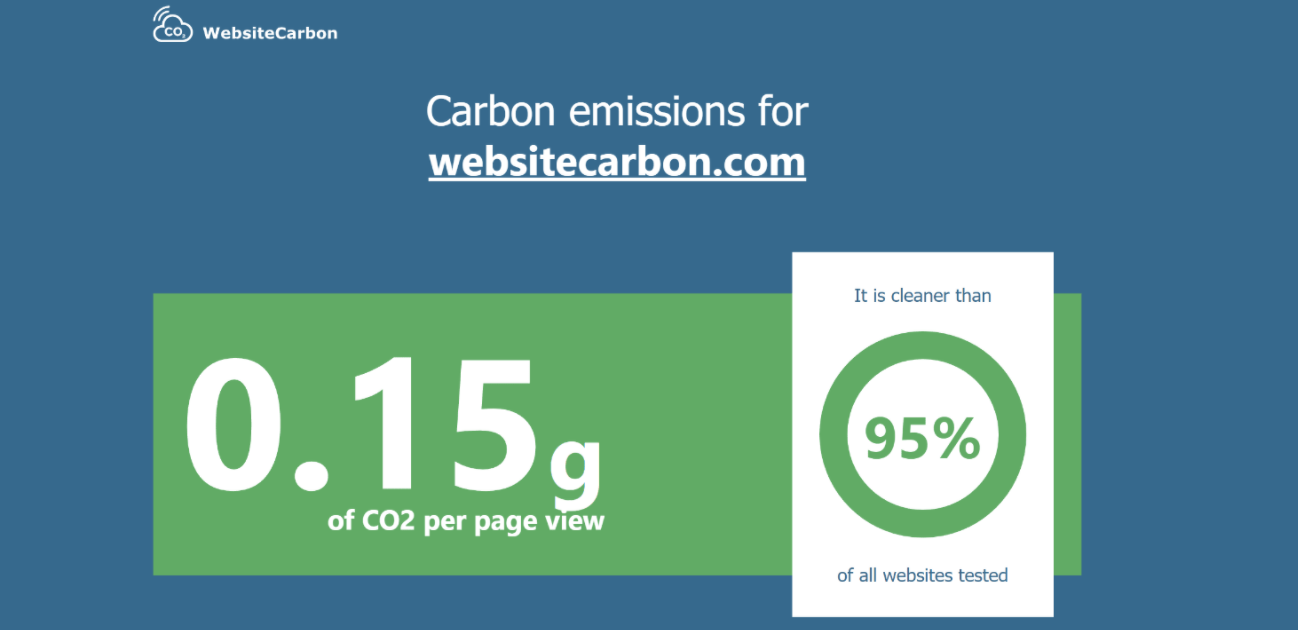 CO2 WebsiteCarbon
Carbon emissions for
websitecarbon.com
It is cleaner than
0.15g
of CO2 per page view
95%
of all websites tested